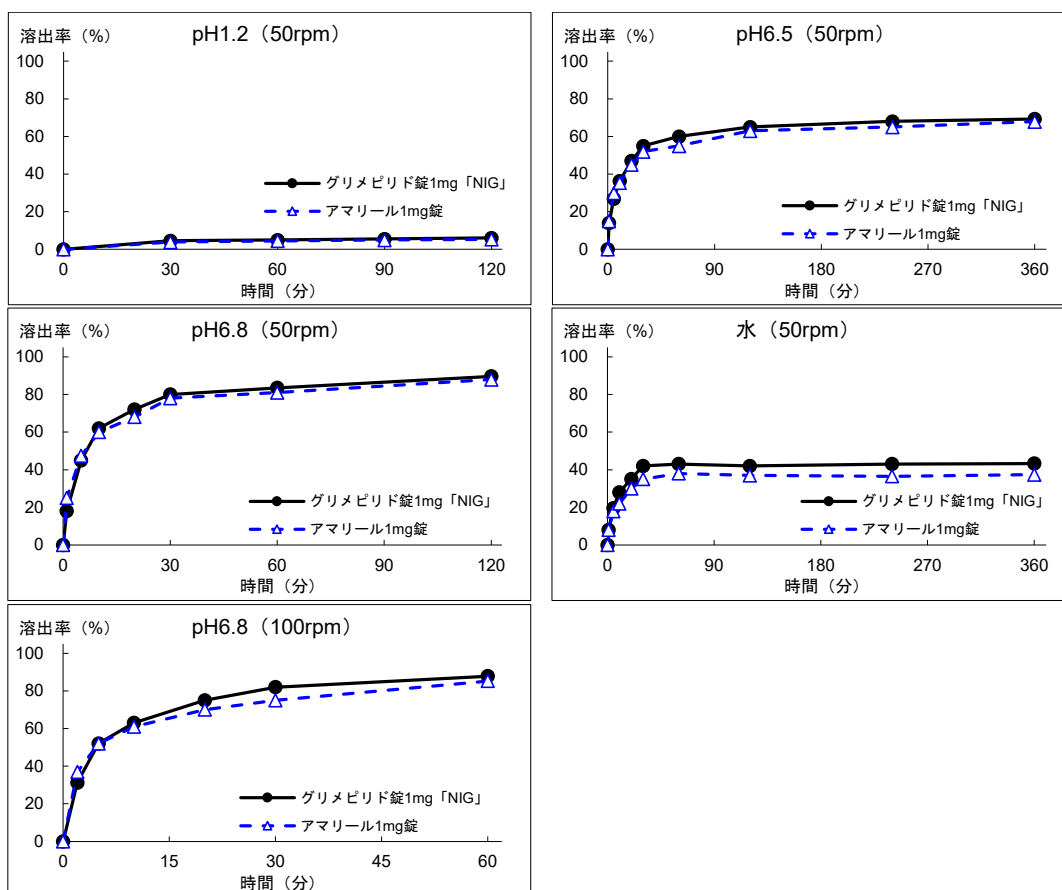 溶出率（%）
pH1.2（50rpm）
100
80
60
40
20
0
グリメピリド錠1mg「NIG」
アマリール1mg錠
0 30 60 90 120
時間（分）
溶出率（%）
pH6.5（50rpm）
100
80
60
40
20
0
グリメピリド錠1mg「NIG」
アマリール1mg錠
0 90 180 270 360
時間（分）
溶出率（%）
pH6.8（50rpm）
100
80
60
40
20
0
グリメピリド錠1mg「NIG」
アマリール1mg錠
0 30 60 90 120
時間（分）
溶出率（%）
水（50rpm）
100
80
60
40
20
0
グリメピリド錠1mg「NIG」
アマリール1mg錠
0 90 180 270 360
時間（分）
溶出率（%）
pH6.8（100rpm）
100
80
60
40
20
0
グリメピリド錠1mg「NIG」
アマリール1mg錠
0 15 30 45 60
時間（分）